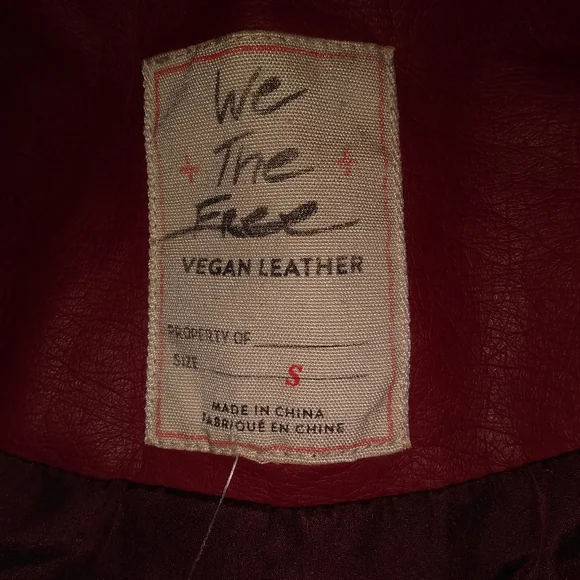 We
The
Free
VEGAN LEATHER
PROPERTY OF
SIZE S
MADE IN CHINA
FABRIQUÉ EN CHINE